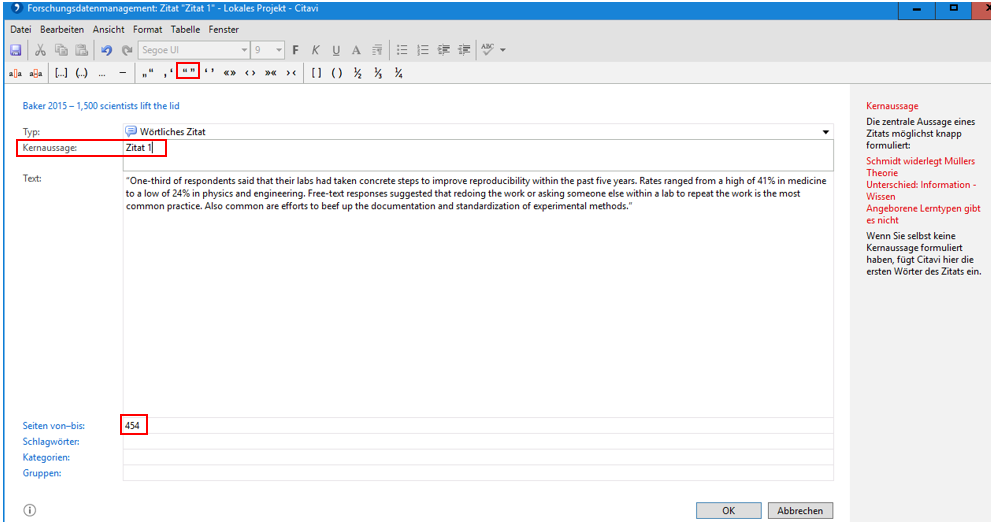 Forschungsdatenmanagement: Zitat "Zitat 1" - Lokales Projekt - Citavi
Datei Bearbeiten Ansicht Format Tabelle Fenster
Segoe UI 9 F K U A ABC
a[]a a[]a [...] (...) ... – „“ ‚‘ “” ‘’ «» ‹› »« ›‹ [ ] ( ) ½ ⅓ ¼
Baker 2015 – 1,500 scientists lift the lid
Typ: Wörtliches Zitat
Kernaussage: Zitat 1
Text: "One-third of respondents said that their labs had taken concrete steps to improve reproducibility within the past five years. Rates ranged from a high of 41% in medicine
to a low of 24% in physics and engineering. Free-text responses suggested that redoing the work or asking someone else within a lab to repeat the work is the most
common practice. Also common are efforts to beef up the documentation and standardization of experimental methods."
Seiten von–bis: 454
Schlagwörter:
Kategorien:
Gruppen:
OK Abbrechen
Kernaussage
Die zentrale Aussage eines
Zitats möglichst knapp
formuliert:
Schmidt widerlegt Müllers
Theorie
Unterschied: Information -
Wissen
Angeborene Lerntypen gibt
es nicht
Wenn Sie selbst keine
Kernaussage formuliert
haben, fügt Citavi hier die
ersten Wörter des Zitats ein.